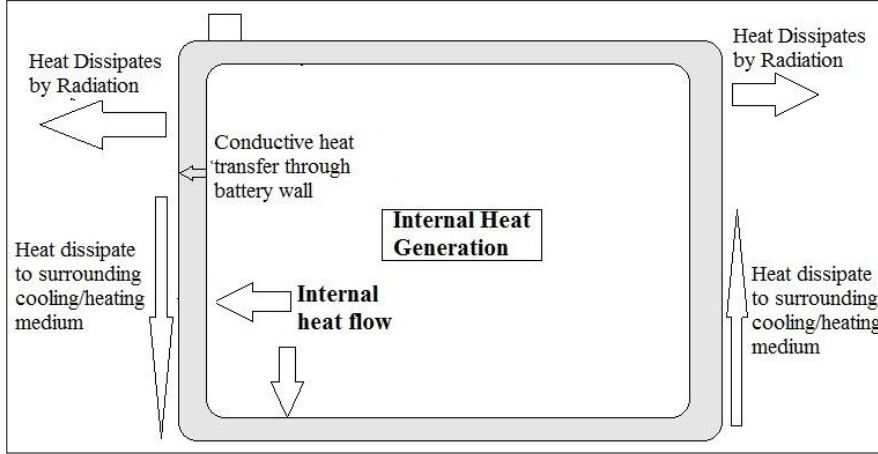 Heat Dissipates
by Radiation
Heat Dissipates
by Radiation
Conductive heat
transfer through
battery wall
Internal Heat
Generation
Heat dissipate
to surrounding
cooling/heating
medium
Internal
heat flow
Heat dissipate
to surrounding
cooling/heating
medium